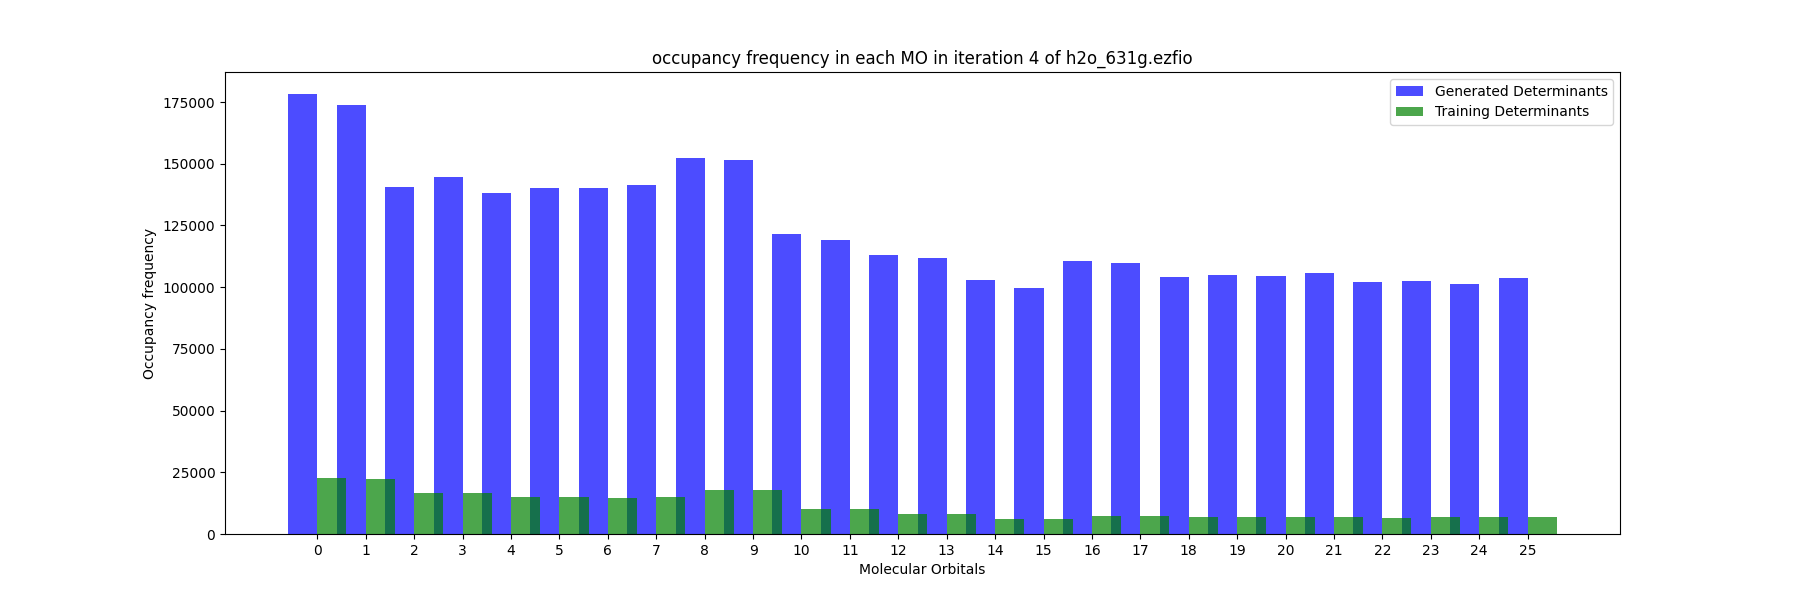 occupancy frequency in each MO in iteration 4 of h2o_631g.ezfio
Generated Determinants
Training Determinants
175000
150000
125000
100000
75000
50000
25000
0
Occupancy frequency
0 1 2 3 4 5 6 7 8 9 10 11 12 13 14 15 16 17 18 19 20 21 22 23 24 25
Molecular Orbitals